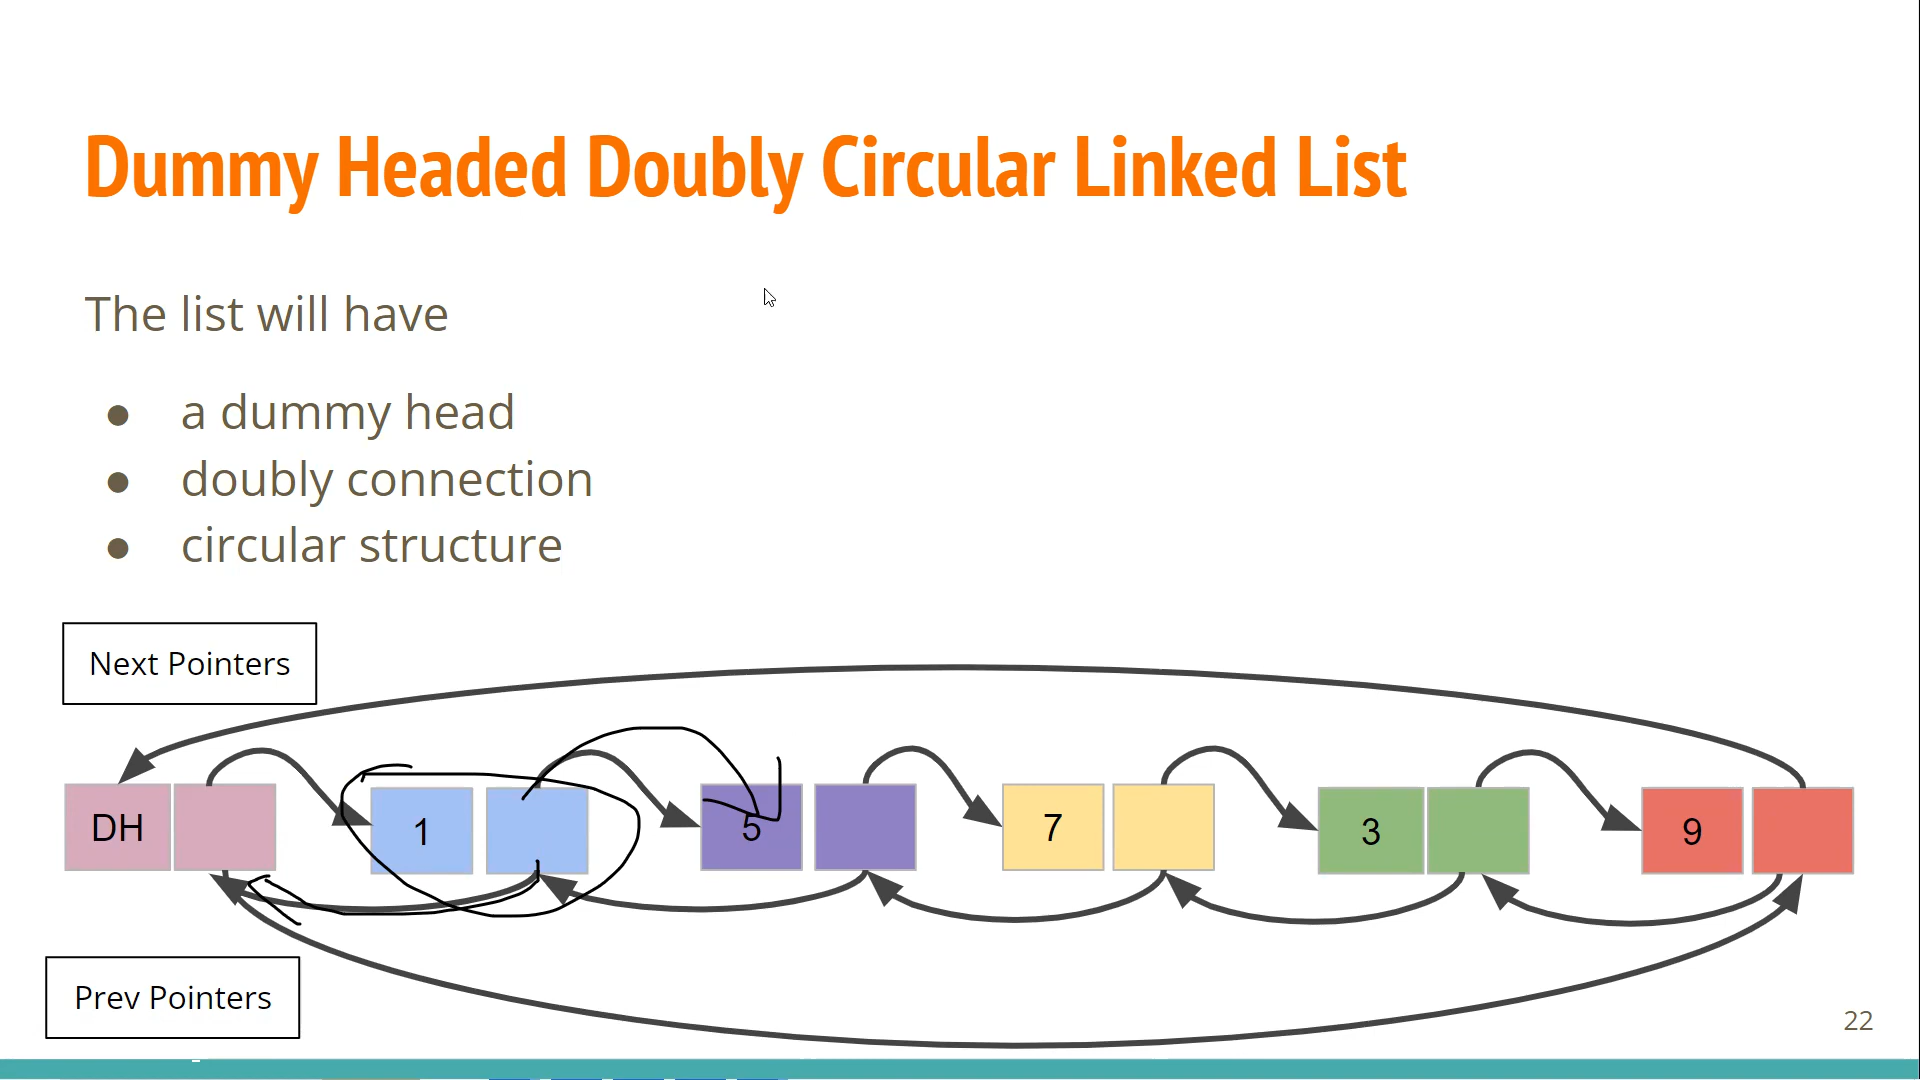 Dummy Headed Doubly Circular Linked List
The list will have
● a dummy head
● doubly connection
● circular structure
Next Pointers
DH 1 5 7 3 9
Prev Pointers
22